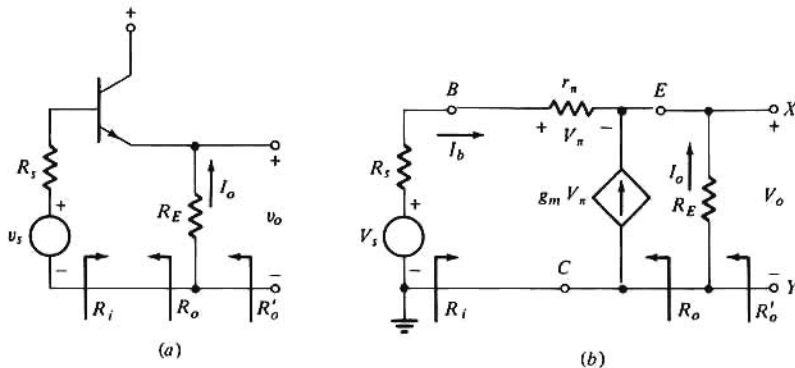 +
R_s
+
v_s
−
R_E
I_o
+
v_o
−
R_i
R_o
R'_o
(a)
B
r_π
E
X
+
V_π
−
+
I_b
R_s
I_o
g_m V_π
R_E
V_o
+
V_s
−
C
−
Y
R_i
R_o
R'_o
(b)